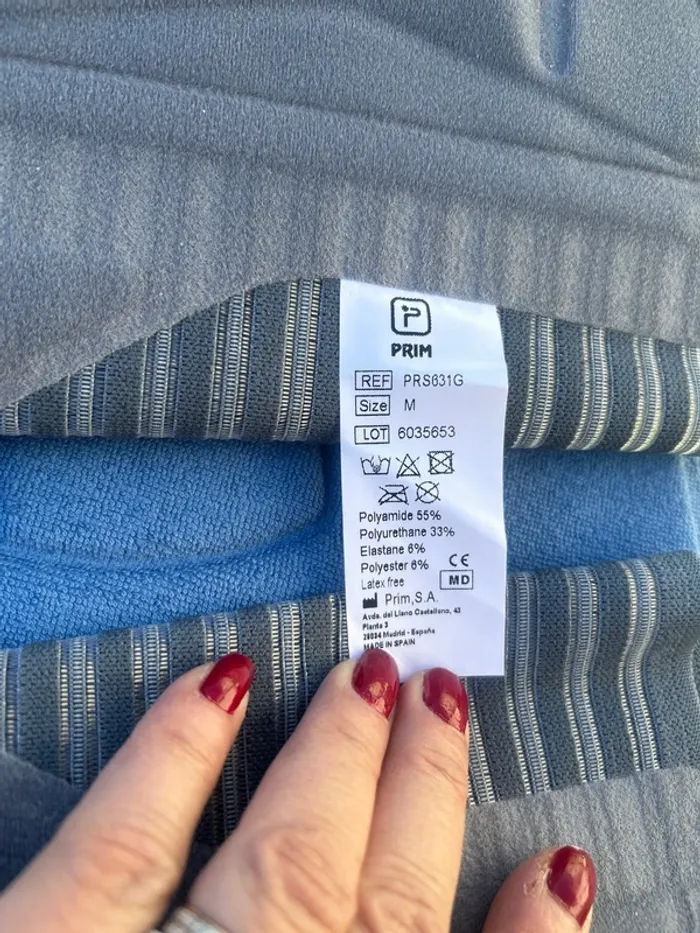 PRIM
REF PRS631G
Size M
LOT 6035653
Polyamide 55%
Polyurethane 33%
Elastane 6%
Polyester 6%
CE
Latex free
MD
Prim,S.A.
Avda. del Llano Castellano, 43
Planta 3
28034 Madrid - España
MADE IN SPAIN